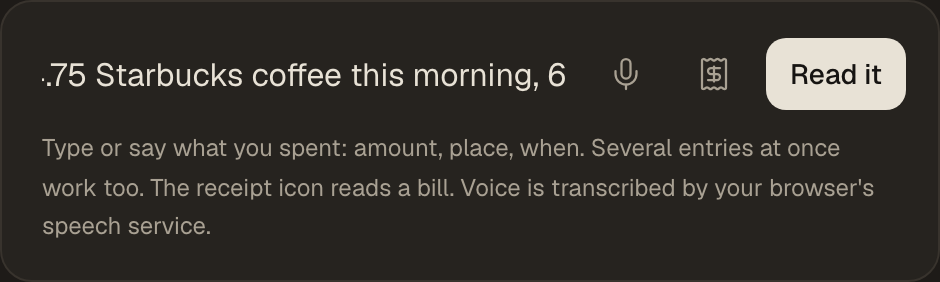 .75 Starbucks coffee this morning, 6
Read it
Type or say what you spent: amount, place, when. Several entries at once
work too. The receipt icon reads a bill. Voice is transcribed by your browser's
speech service.